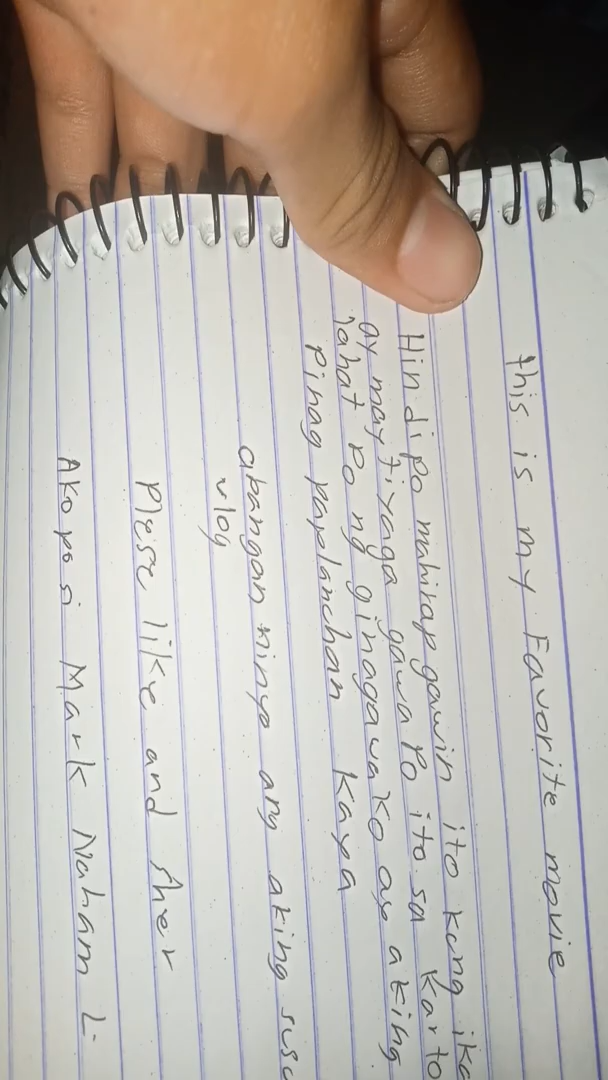 this is my Favorite movie
Hindi po mahirap gawin ito kung ika
ay may tiyaga gawa po ito sa karto
lahat po ng ginagawa ko ay aking
pinag paplanohan kaya
abangan ninyo ang aking susu
vlog
Plese like and sher
Ako po si Mark Naham L